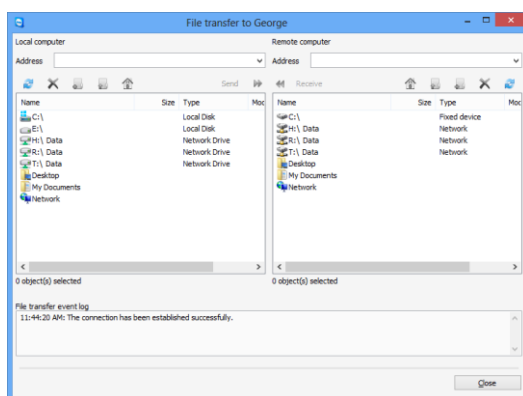 File transfer to George
Local computer
Remote computer
Address
Address
Send
Receive
Name Size Type Moc
C:\ Local Disk
E:\ Local Disk
H:\ Data Network Drive
R:\ Data Network Drive
T:\ Data Network Drive
Desktop
My Documents
Network
0 object(s) selected
Name Size Type Moc
C:\ Fixed device
H:\ Data Network
R:\ Data Network
T:\ Data Network
Desktop
My Documents
Network
0 object(s) selected
File transfer event log
11:44:20 AM: The connection has been established successfully.
Close